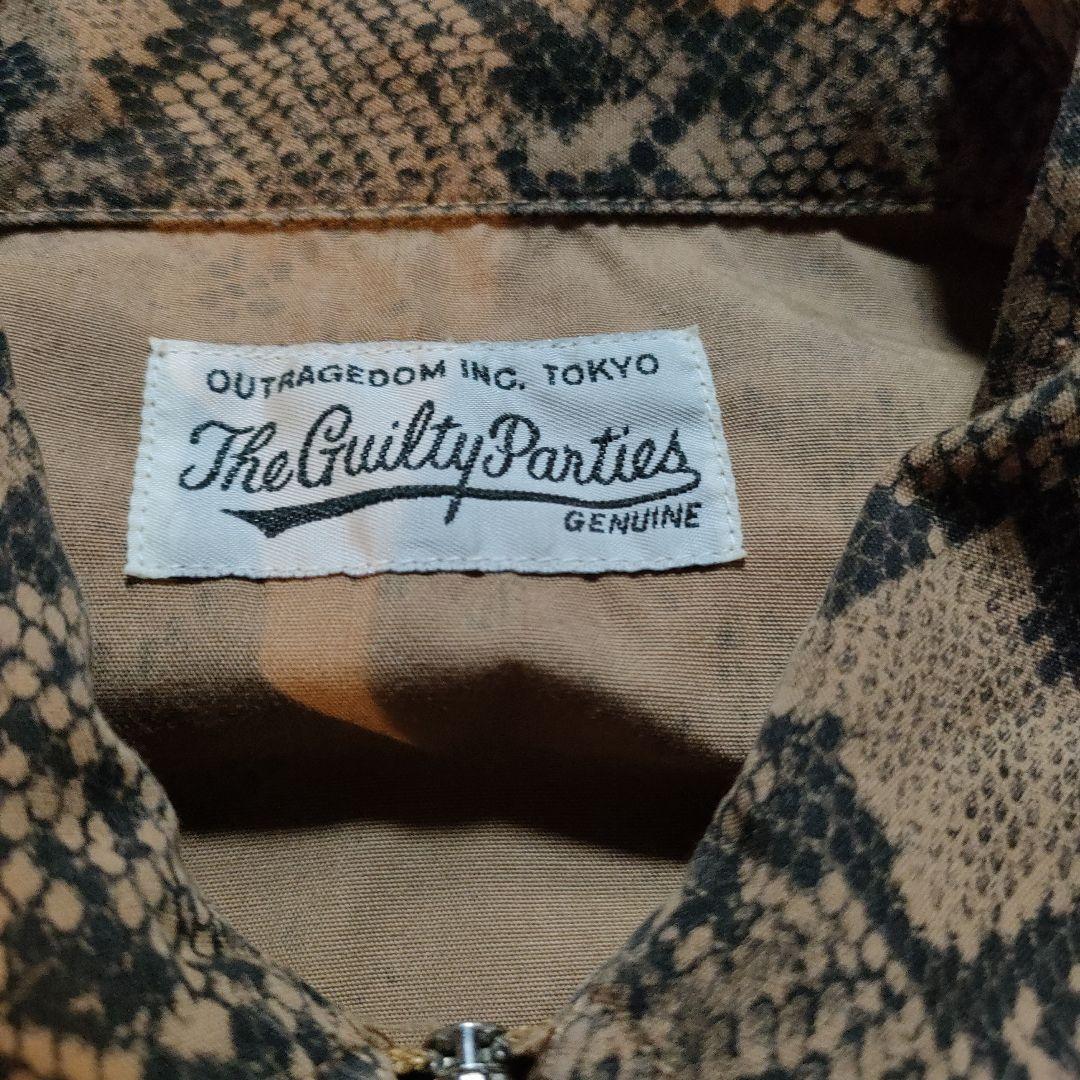 OUTRAGEDOM INC. TOKYO
The Guilty Parties
GENUINE